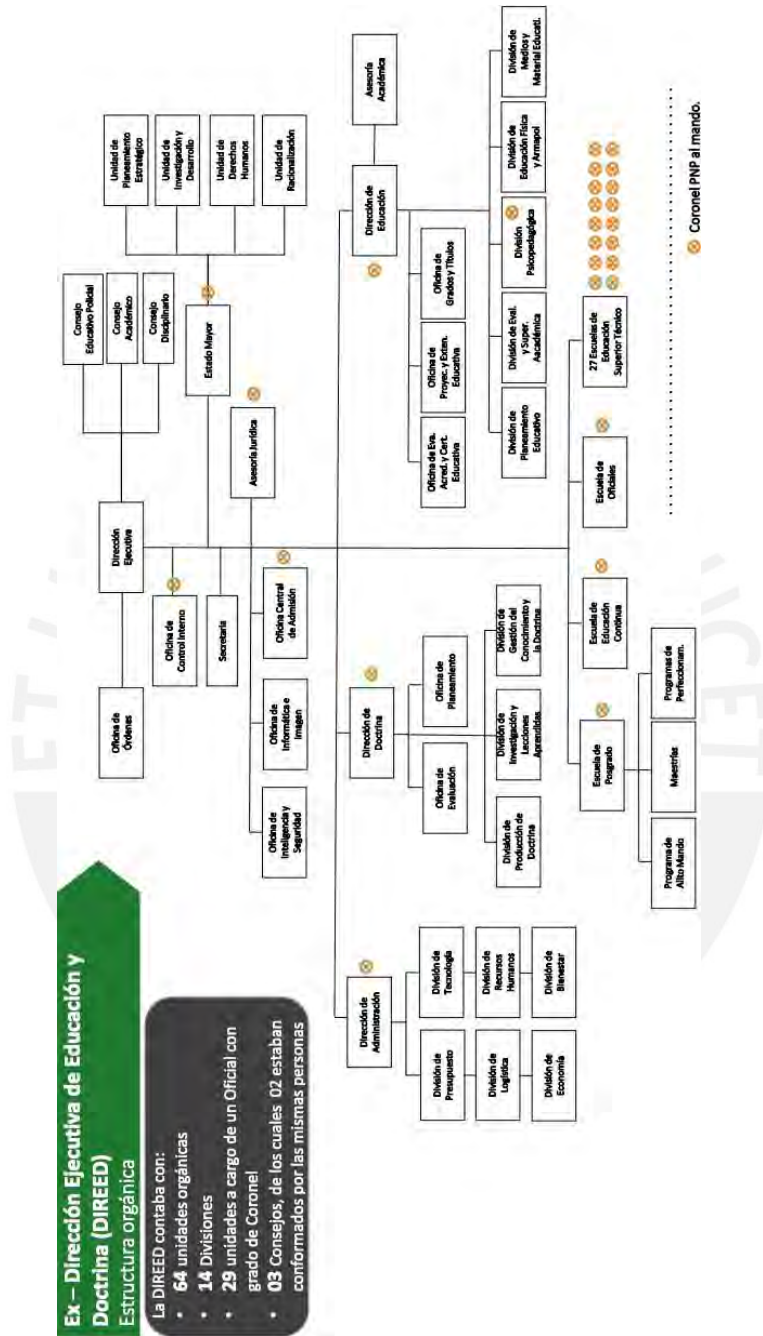 Ex – Dirección Ejecutiva de Educación y
Doctrina (DIREED)
Estructura orgánica
La DIREED contaba con:
• 64 unidades orgánicas
• 14 Divisiones
• 29 unidades a cargo de un Oficial con
grado de Coronel
• 03 Consejos, de los cuales 02 estaban
conformados por las mismas personas
Consejo
Educativo Policial
Consejo
Académico
Consejo
Disciplinario
Unidad de
Planeamiento
Estratégico
Unidad de
Investigación y
Desarrollo
Unidad de
Derechos
Humanos
Unidad de
Racionalización
Dirección
Ejecutiva
Estado Mayor
Oficina de
Órdenes
Oficina de
Control Interno
Secretaria
Asesoría Jurídica
Oficina de
Inteligencia y
Seguridad
Oficina de
Informática e
Imagen
Oficina Central
de Admisión
Dirección de
Administración
División de
Presupuesto
División de
Tecnología
División de
Logística
División de
Recursos
Humanos
División de
Economía
División de
Bienestar
Dirección de
Doctrina
Oficina de
Evaluación
Oficina de
Planeamiento
División de
Producción de
Doctrina
División de
Investigación y
Lecciones
Aprendidas
División de
Gestión del
Conocimiento y
la Doctrina
Dirección de
Educación
Asesoría
Académica
Oficina de Eva.
Acred. y Cert.
Educativa
Oficina de
Proyec. y Exten.
Educativa
Oficina de
Grados y Títulos
División de
Planeamiento
Educativo
División de Eval.
y Super.
Aacadémica
División
Psicopedagógica
División de
Educación Física
y Armapol
División de
Medios y
Material Educati.
Escuela de
Posgrado
Escuela de
Educación
Continua
Escuela de
Oficiales
27 Escuelas de
Educación
Superior Técnico
Programa de
Allto Mando
Maestrías
Programas de
Perfeccionam.
Coronel PNP al mando.